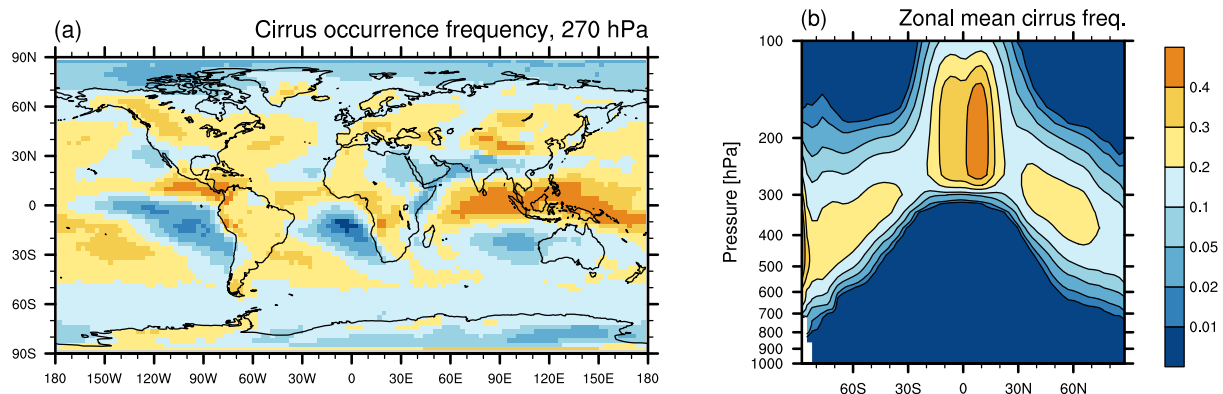 (a) Cirrus occurrence frequency, 270 hPa
90N
60N
30N
0
30S
60S
90S
180 150W 120W 90W 60W 30W 0 30E 60E 90E 120E 150E 180
(b) Zonal mean cirrus freq.
Pressure [hPa]
100
200
300
400
500
600
700
800
900
1000
60S 30S 0 30N 60N
0.4
0.3
0.2
0.1
0.05
0.02
0.01